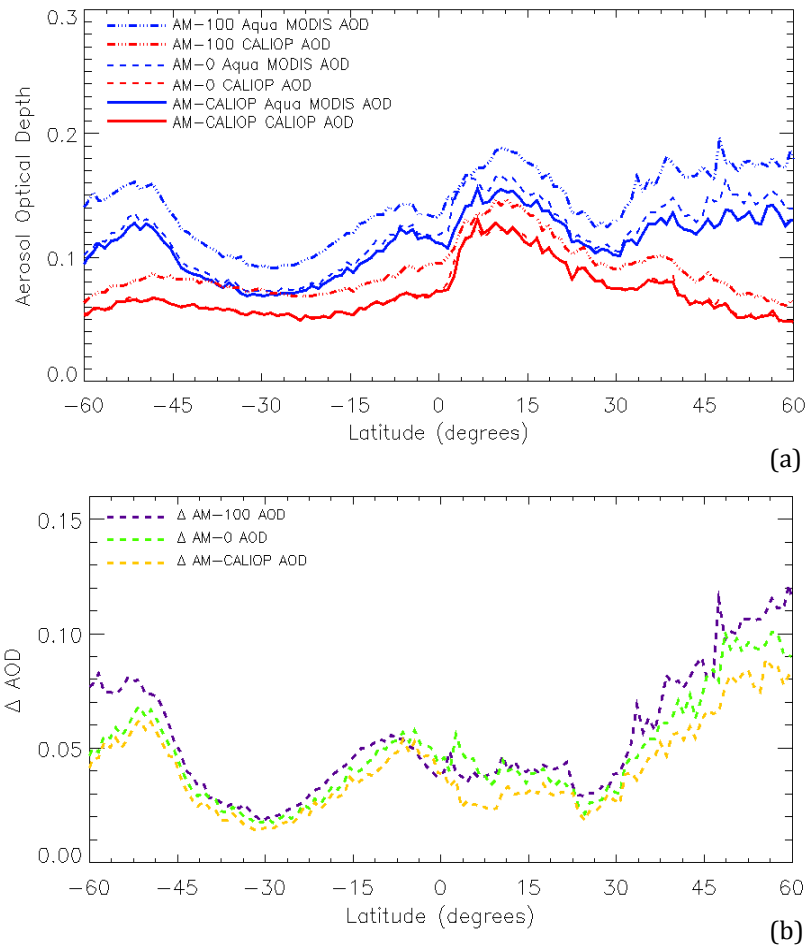 0.3
AM-100 Aqua MODIS AOD
AM-100 CALIOP AOD
AM-0 Aqua MODIS AOD
AM-0 CALIOP AOD
AM-CALIOP Aqua MODIS AOD
AM-CALIOP CALIOP AOD
0.2
0.1
0.0
Aerosol Optical Depth
-60 -45 -30 -15 0 15 30 45 60
Latitude (degrees)
(a)
0.15
Δ AM-100 AOD
Δ AM-0 AOD
Δ AM-CALIOP AOD
0.10
0.05
0.00
Δ AOD
-60 -45 -30 -15 0 15 30 45 60
Latitude (degrees)
(b)